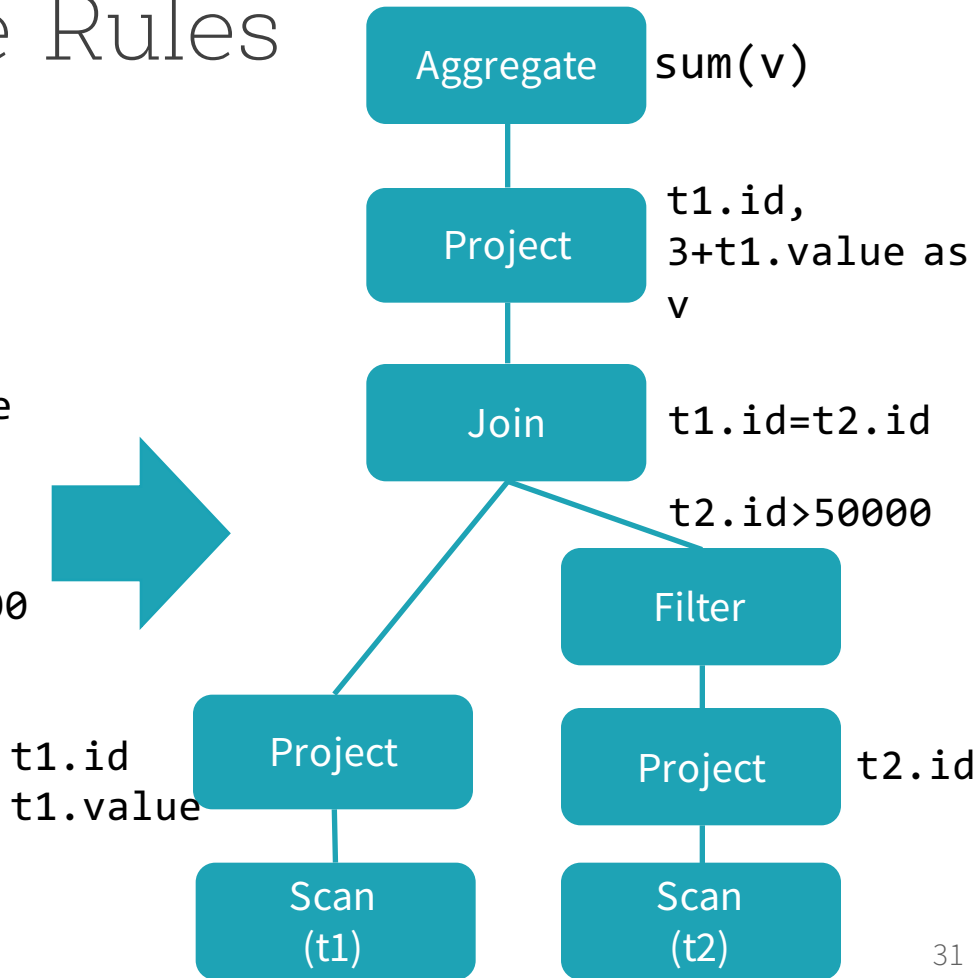 e Rules
Aggregate
sum(v)
Project
t1.id,
3+t1.value as
v
e
Join
t1.id=t2.id
t2.id>50000
00
Filter
t1.id
t1.value
Project
Project
t2.id
Scan
(t1)
Scan
(t2)
31